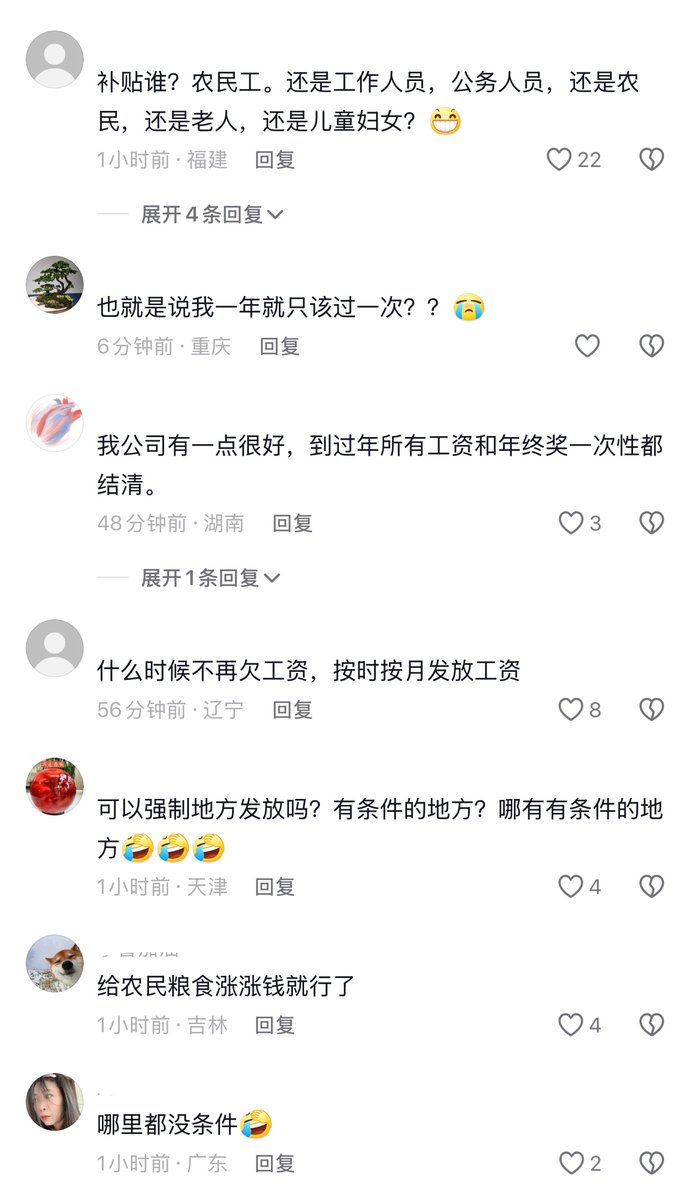 补贴谁？农民工。还是工作人员，公务人员，还是农
民，还是老人，还是儿童妇女？😁
1小时前 · 福建 回复 22
展开4条回复
也就是说我一年就只该过一次？？😭
6分钟前 · 重庆 回复
我公司有一点很好，到过年所有工资和年终奖一次性都
结清。
48分钟前 · 湖南 回复 3
展开1条回复
什么时候不再欠工资，按时按月发放工资
56分钟前 · 辽宁 回复 8
可以强制地方发放吗？有条件的地方？哪有有条件的地
方🤣🤣🤣
1小时前 · 天津 回复 4
给农民粮食涨涨钱就行了
1小时前 · 吉林 回复 4
哪里都没条件🤣
1小时前 · 广东 回复 2